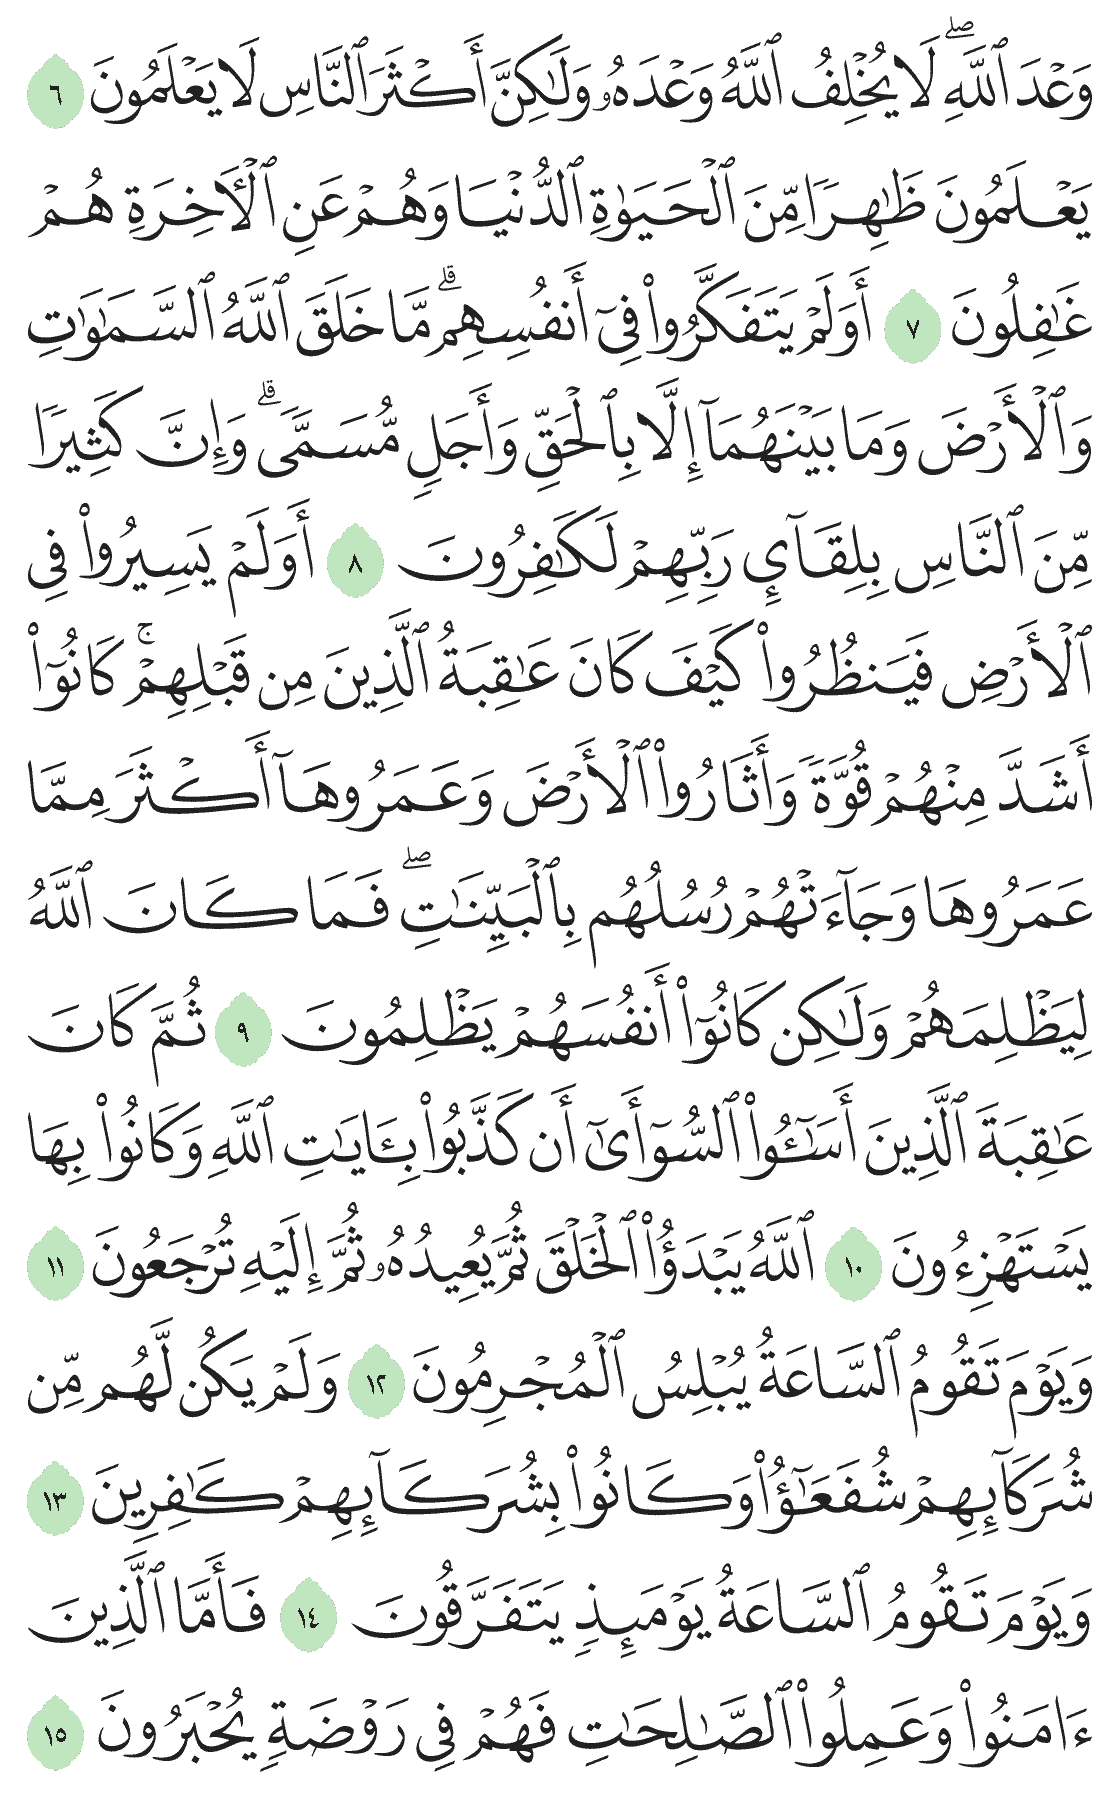 وَعْدَ ٱللَّهِ ۖ لَا يُخْلِفُ ٱللَّهُ وَعْدَهُۥ وَلَٰكِنَّ أَكْثَرَ ٱلنَّاسِ لَا يَعْلَمُونَ ٦
يَعْلَمُونَ ظَٰهِرًا مِّنَ ٱلْحَيَوٰةِ ٱلدُّنْيَا وَهُمْ عَنِ ٱلْأَخِرَةِ هُمْ
غَٰفِلُونَ ٧ أَوَلَمْ يَتَفَكَّرُوا۟ فِىٓ أَنفُسِهِم ۗ مَّا خَلَقَ ٱللَّهُ ٱلسَّمَٰوَٰتِ
وَٱلْأَرْضَ وَمَا بَيْنَهُمَآ إِلَّا بِٱلْحَقِّ وَأَجَلٍ مُّسَمًّى ۗ وَإِنَّ كَثِيرًا
مِّنَ ٱلنَّاسِ بِلِقَآئِ رَبِّهِمْ لَكَٰفِرُونَ ٨ أَوَلَمْ يَسِيرُوا۟ فِى
ٱلْأَرْضِ فَيَنظُرُوا۟ كَيْفَ كَانَ عَٰقِبَةُ ٱلَّذِينَ مِن قَبْلِهِمْ ۚ كَانُوٓا۟
أَشَدَّ مِنْهُمْ قُوَّةً وَأَثَارُوا۟ ٱلْأَرْضَ وَعَمَرُوهَآ أَكْثَرَ مِمَّا
عَمَرُوهَا وَجَآءَتْهُمْ رُسُلُهُم بِٱلْبَيِّنَٰتِ ۖ فَمَا كَانَ ٱللَّهُ
لِيَظْلِمَهُمْ وَلَٰكِن كَانُوٓا۟ أَنفُسَهُمْ يَظْلِمُونَ ٩ ثُمَّ كَانَ
عَٰقِبَةَ ٱلَّذِينَ أَسَٰٓـُٔوا۟ ٱلسُّوٓأَىٰٓ أَن كَذَّبُوا۟ بِـَٔايَٰتِ ٱللَّهِ وَكَانُوا۟ بِهَا
يَسْتَهْزِءُونَ ١٠ ٱللَّهُ يَبْدَؤُا۟ ٱلْخَلْقَ ثُمَّ يُعِيدُهُۥ ثُمَّ إِلَيْهِ تُرْجَعُونَ ١١
وَيَوْمَ تَقُومُ ٱلسَّاعَةُ يُبْلِسُ ٱلْمُجْرِمُونَ ١٢ وَلَمْ يَكُن لَّهُم مِّن
شُرَكَآئِهِمْ شُفَعَٰٓؤُا۟ وَكَانُوا۟ بِشُرَكَآئِهِمْ كَٰفِرِينَ ١٣
وَيَوْمَ تَقُومُ ٱلسَّاعَةُ يَوْمَئِذٍ يَتَفَرَّقُونَ ١٤ فَأَمَّا ٱلَّذِينَ
ءَامَنُوا۟ وَعَمِلُوا۟ ٱلصَّٰلِحَٰتِ فَهُمْ فِى رَوْضَةٍ يُحْبَرُونَ ١٥